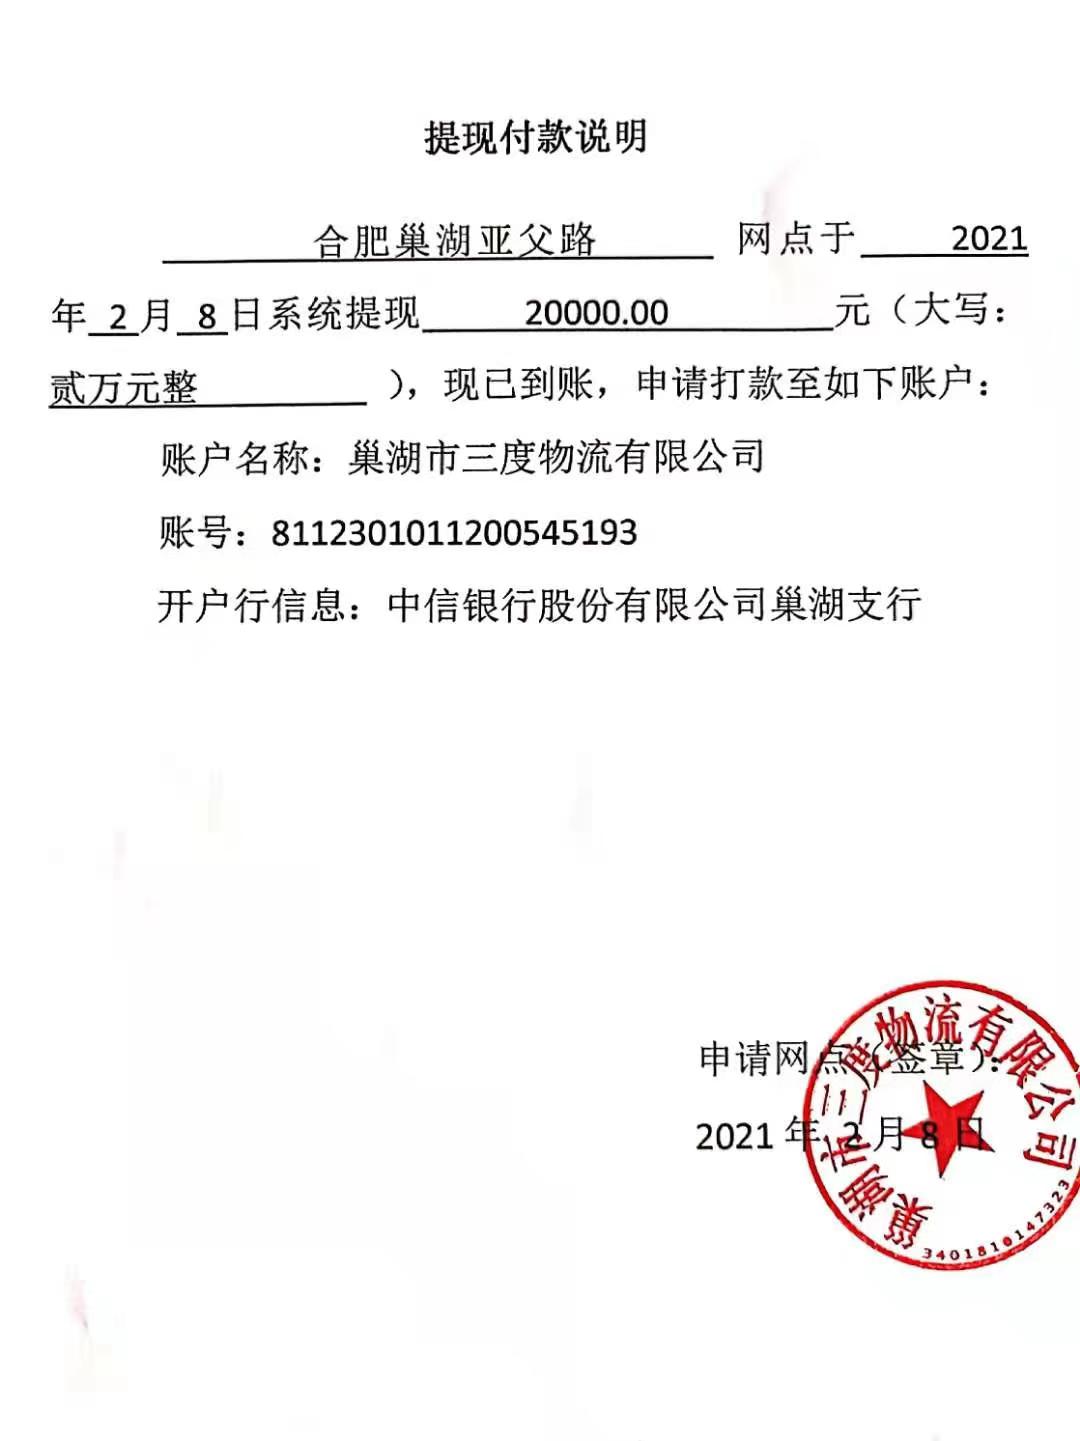 提现付款说明
合肥巢湖亚父路 网点于 2021
年 2 月 8 日系统提现 20000.00 元（大写：
贰万元整 ），现已到账，申请打款至如下账户：
账户名称：巢湖市三度物流有限公司
账号：8112301011200545193
开户行信息：中信银行股份有限公司巢湖支行
申请网点（签章）：
2021 年 2 月 8 日
巢湖市三度物流有限公司
3401810147323